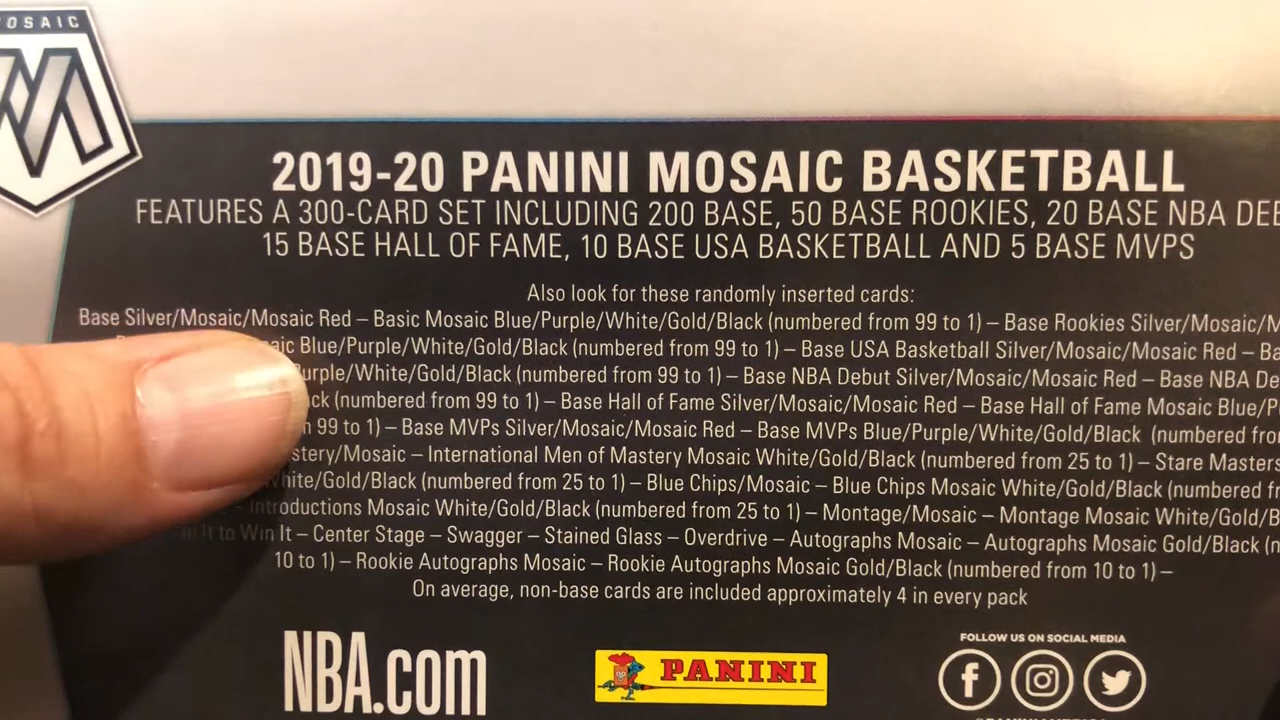 MOSAIC
2019-20 PANINI MOSAIC BASKETBALL
FEATURES A 300-CARD SET INCLUDING 200 BASE, 50 BASE ROOKIES, 20 BASE NBA
15 BASE HALL OF FAME, 10 BASE USA BASKETBALL AND 5 BASE MVPS
Also look for these randomly inserted cards:
Base Silver/Mosaic/Mosaic Red – Basic Mosaic Blue/Purple/White/Gold/Black (numbered from 99 to 1) – Base Rookies Silver/Mosaic/
Blue/Purple/White/Gold/Black (numbered from 99 to 1) – Base USA Basketball Silver/Mosaic/Mosaic Red –
/White/Gold/Black (numbered from 99 to 1) – Base NBA Debut Silver/Mosaic/Mosaic Red – Base NBA
(numbered from 99 to 1) – Base Hall of Fame Silver/Mosaic/Mosaic Red – Base Hall of Fame Mosaic Blue/
99 to 1) – Base MVPs Silver/Mosaic/Mosaic Red – Base MVPs Blue/Purple/White/Gold/Black (numbered
/Mosaic – International Men of Mastery Mosaic White/Gold/Black (numbered from 25 to 1) – Stare Masters
/Gold/Black (numbered from 25 to 1) – Blue Chips/Mosaic – Blue Chips Mosaic White/Gold/Black (numbered
Introductions Mosaic White/Gold/Black (numbered from 25 to 1) – Montage/Mosaic – Montage Mosaic White/Gold/
It to Win It – Center Stage – Swagger – Stained Glass – Overdrive – Autographs Mosaic – Autographs Mosaic Gold/Black
10 to 1) – Rookie Autographs Mosaic – Rookie Autographs Mosaic Gold/Black (numbered from 10 to 1) –
On average, non-base cards are included approximately 4 in every pack
NBA.com
PANINI
FOLLOW US ON SOCIAL MEDIA